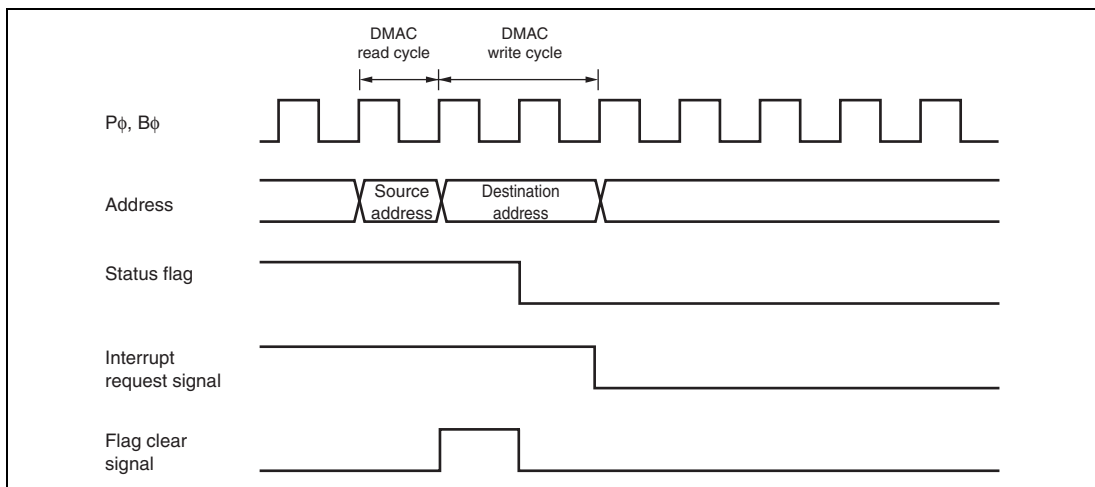 DMAC
read cycle
DMAC
write cycle
Pϕ, Bϕ
Address
Source
address
Destination
address
Status flag
Interrupt
request signal
Flag clear
signal